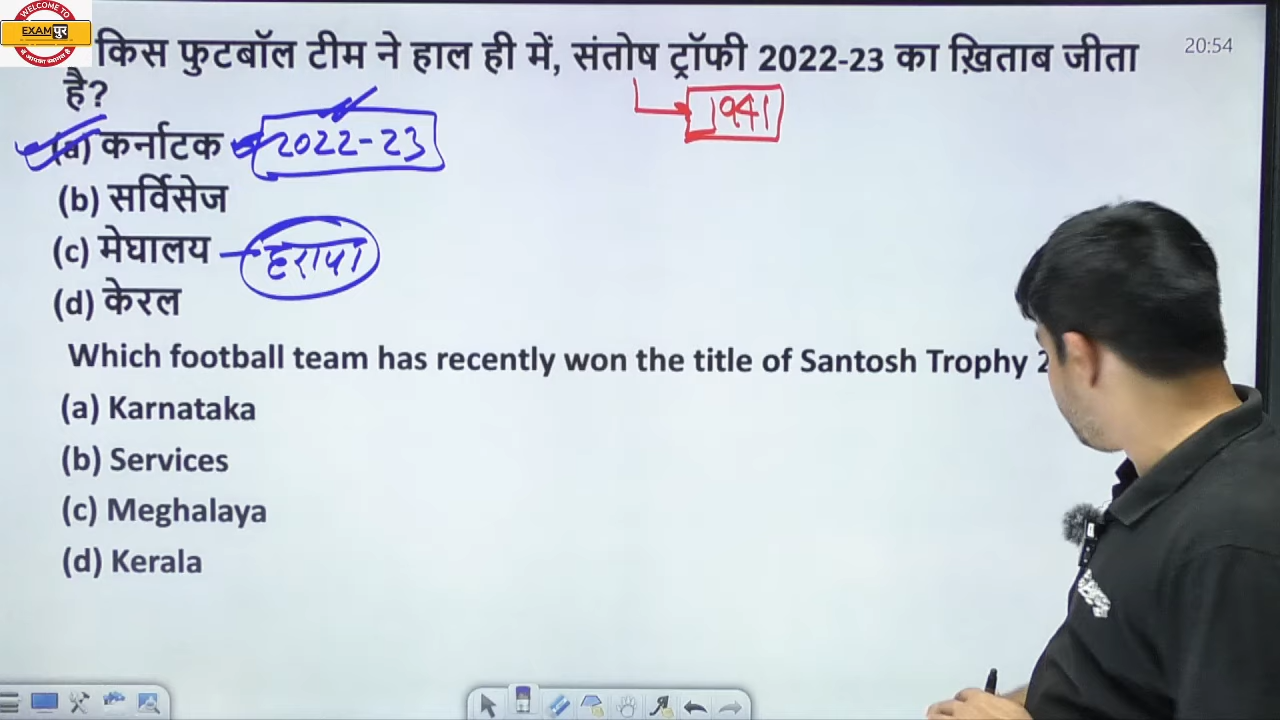 WELCOME TO
EXAM पुर
20:54
किस फुटबॉल टीम ने हाल ही में, संतोष ट्रॉफी 2022-23 का ख़िताब जीता
है?
1941
(a) कर्नाटक 2022-23
(b) सर्विसेज
(c) मेघालय - हराया
(d) केरल
Which football team has recently won the title of Santosh Trophy 2
(a) Karnataka
(b) Services
(c) Meghalaya
(d) Kerala